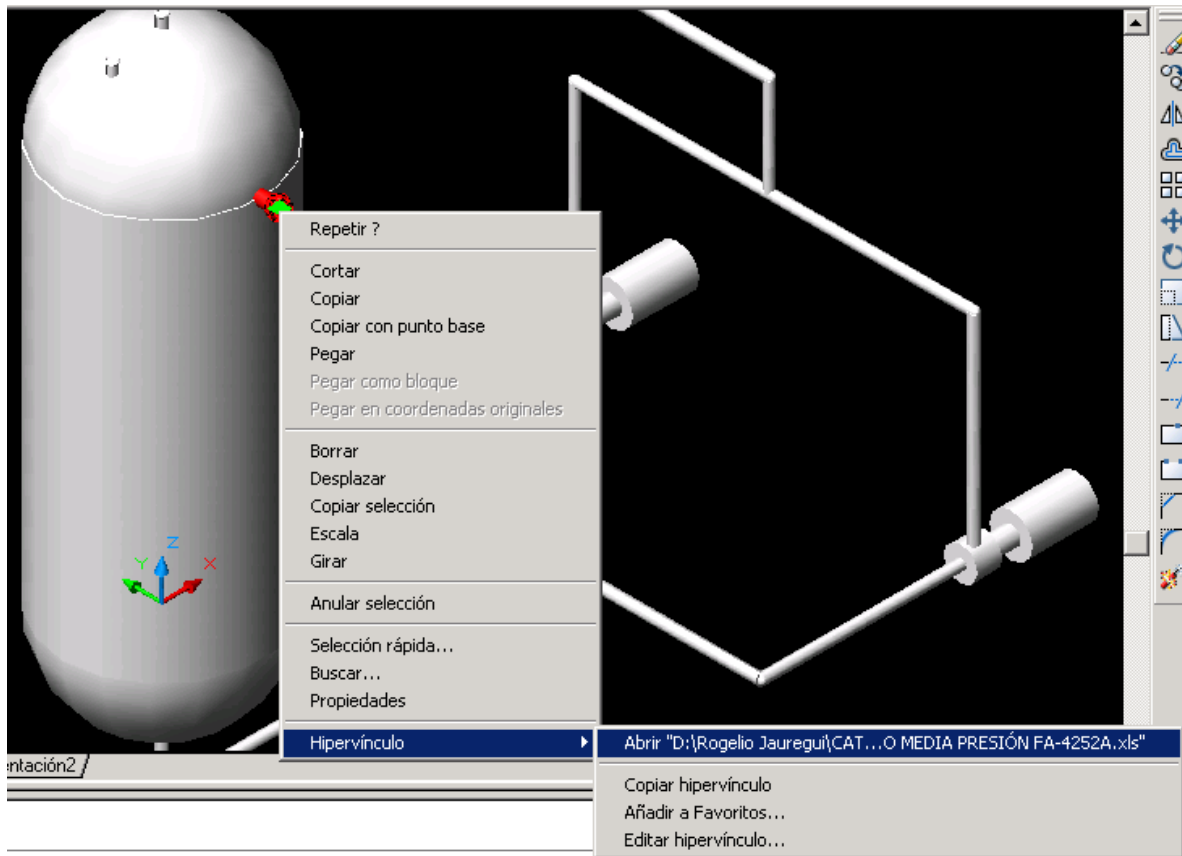 Repetir ?
Cortar
Copiar
Copiar con punto base
Pegar
Pegar como bloque
Pegar en coordenadas originales
Borrar
Desplazar
Copiar selección
Escala
Girar
Anular selección
Selección rápida...
Buscar...
Propiedades
Hipervínculo
Abrir "D:\Rogelio Jauregui\CAT...O MEDIA PRESIÓN FA-4252A.xls"
Copiar hipervínculo
Añadir a Favoritos...
Editar hipervínculo...
Z
Y
X
entación2